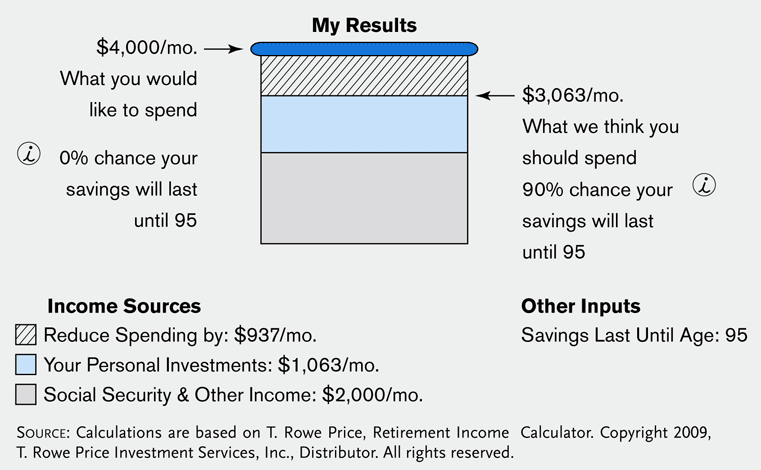 My Results
$4,000/mo.
What you would
like to spend
i 0% chance your
savings will last
until 95
$3,063/mo.
What we think you
should spend
90% chance your i
savings will last
until 95
Income Sources
Reduce Spending by: $937/mo.
Your Personal Investments: $1,063/mo.
Social Security & Other Income: $2,000/mo.
Other Inputs
Savings Last Until Age: 95
SOURCE: Calculations are based on T. Rowe Price, Retirement Income Calculator. Copyright 2009,
T. Rowe Price Investment Services, Inc., Distributor. All rights reserved.